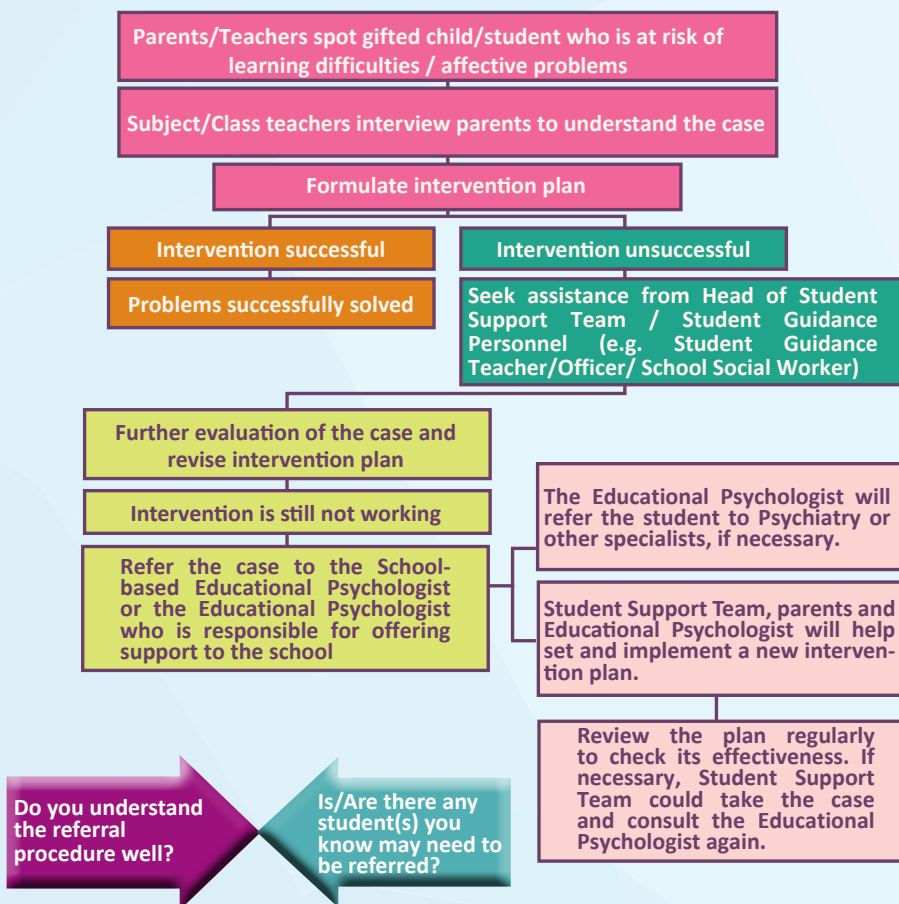 Parents/Teachers spot gifted child/student who is at risk of
learning difficulties / affective problems
Subject/Class teachers interview parents to understand the case
Formulate intervention plan
Intervention successful
Problems successfully solved
Intervention unsuccessful
Seek assistance from Head of Student
Support Team / Student Guidance
Personnel (e.g. Student Guidance
Teacher/Officer/ School Social Worker)
Further evaluation of the case and
revise intervention plan
Intervention is still not working
Refer the case to the School-
based Educational Psychologist
or the Educational Psychologist
who is responsible for offering
support to the school
The Educational Psychologist will
refer the student to Psychiatry or
other specialists, if necessary.
Student Support Team, parents and
Educational Psychologist will help
set and implement a new interven-
tion plan.
Review the plan regularly
to check its effectiveness. If
necessary, Student Support
Team could take the case
and consult the Educational
Psychologist again.
Do you understand
the referral
procedure well?
Is/Are there any
student(s) you
know may need to
be referred?